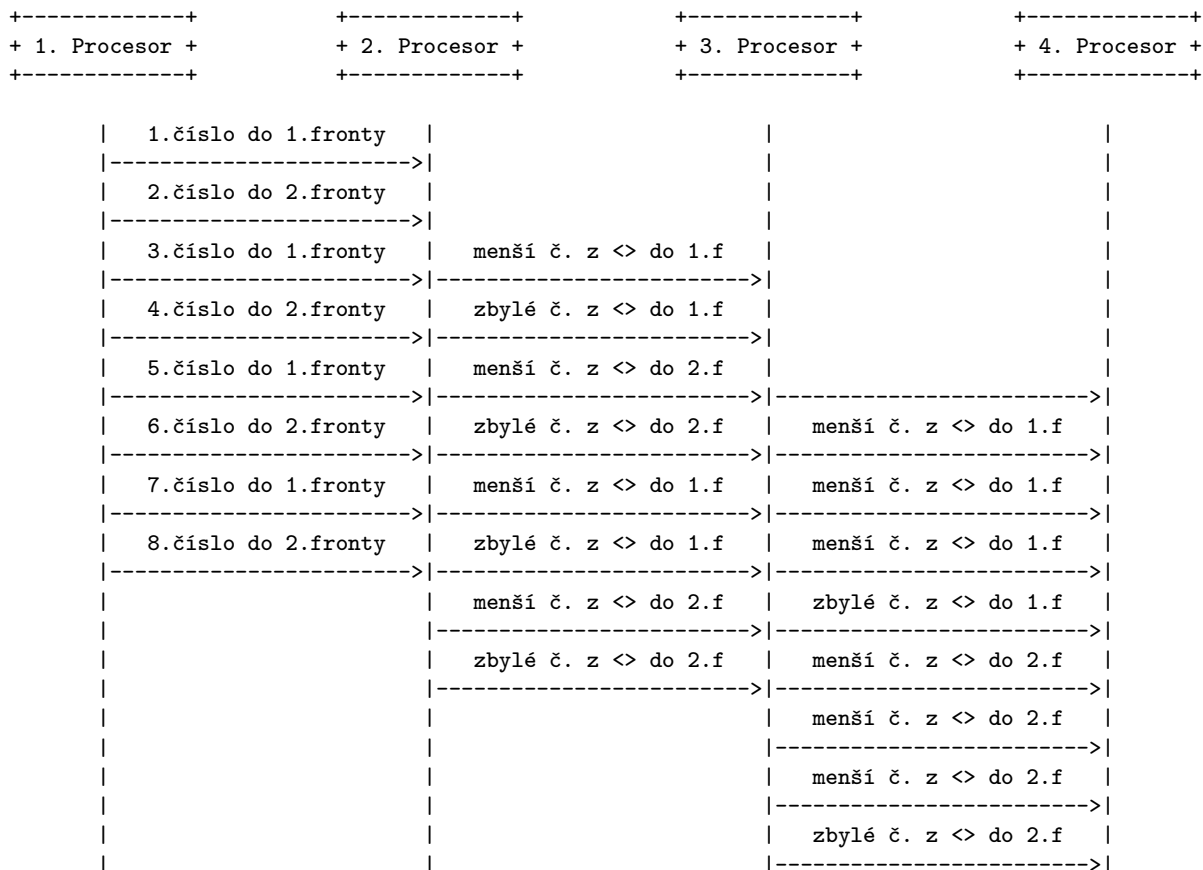 +-------------+ +-------------+ +-------------+ +-------------+
+ 1. Procesor + + 2. Procesor + + 3. Procesor + + 4. Procesor +
+-------------+ +-------------+ +-------------+ +-------------+
| 1.číslo do 1.fronty | | |
|------------------------>| | |
| 2.číslo do 2.fronty | | |
|------------------------>| | |
| 3.číslo do 1.fronty | menší č. z <> do 1.f | |
|------------------------>|------------------------->| |
| 4.číslo do 2.fronty | zbylé č. z <> do 1.f | |
|------------------------>|------------------------->| |
| 5.číslo do 1.fronty | menší č. z <> do 2.f | |
|------------------------>|------------------------->|------------------------->|
| 6.číslo do 2.fronty | zbylé č. z <> do 2.f | menší č. z <> do 1.f |
|------------------------>|------------------------->|------------------------->|
| 7.číslo do 1.fronty | menší č. z <> do 1.f | menší č. z <> do 1.f |
|------------------------>|------------------------->|------------------------->|
| 8.číslo do 2.fronty | zbylé č. z <> do 1.f | menší č. z <> do 1.f |
|------------------------>|------------------------->|------------------------->|
| | menší č. z <> do 2.f | zbylé č. z <> do 1.f |
| |------------------------->|------------------------->|
| | zbylé č. z <> do 2.f | menší č. z <> do 2.f |
| |------------------------->|------------------------->|
| | | menší č. z <> do 2.f |
| | |------------------------->|
| | | menší č. z <> do 2.f |
| | |------------------------->|
| | | zbylé č. z <> do 2.f |
| | |------------------------->|